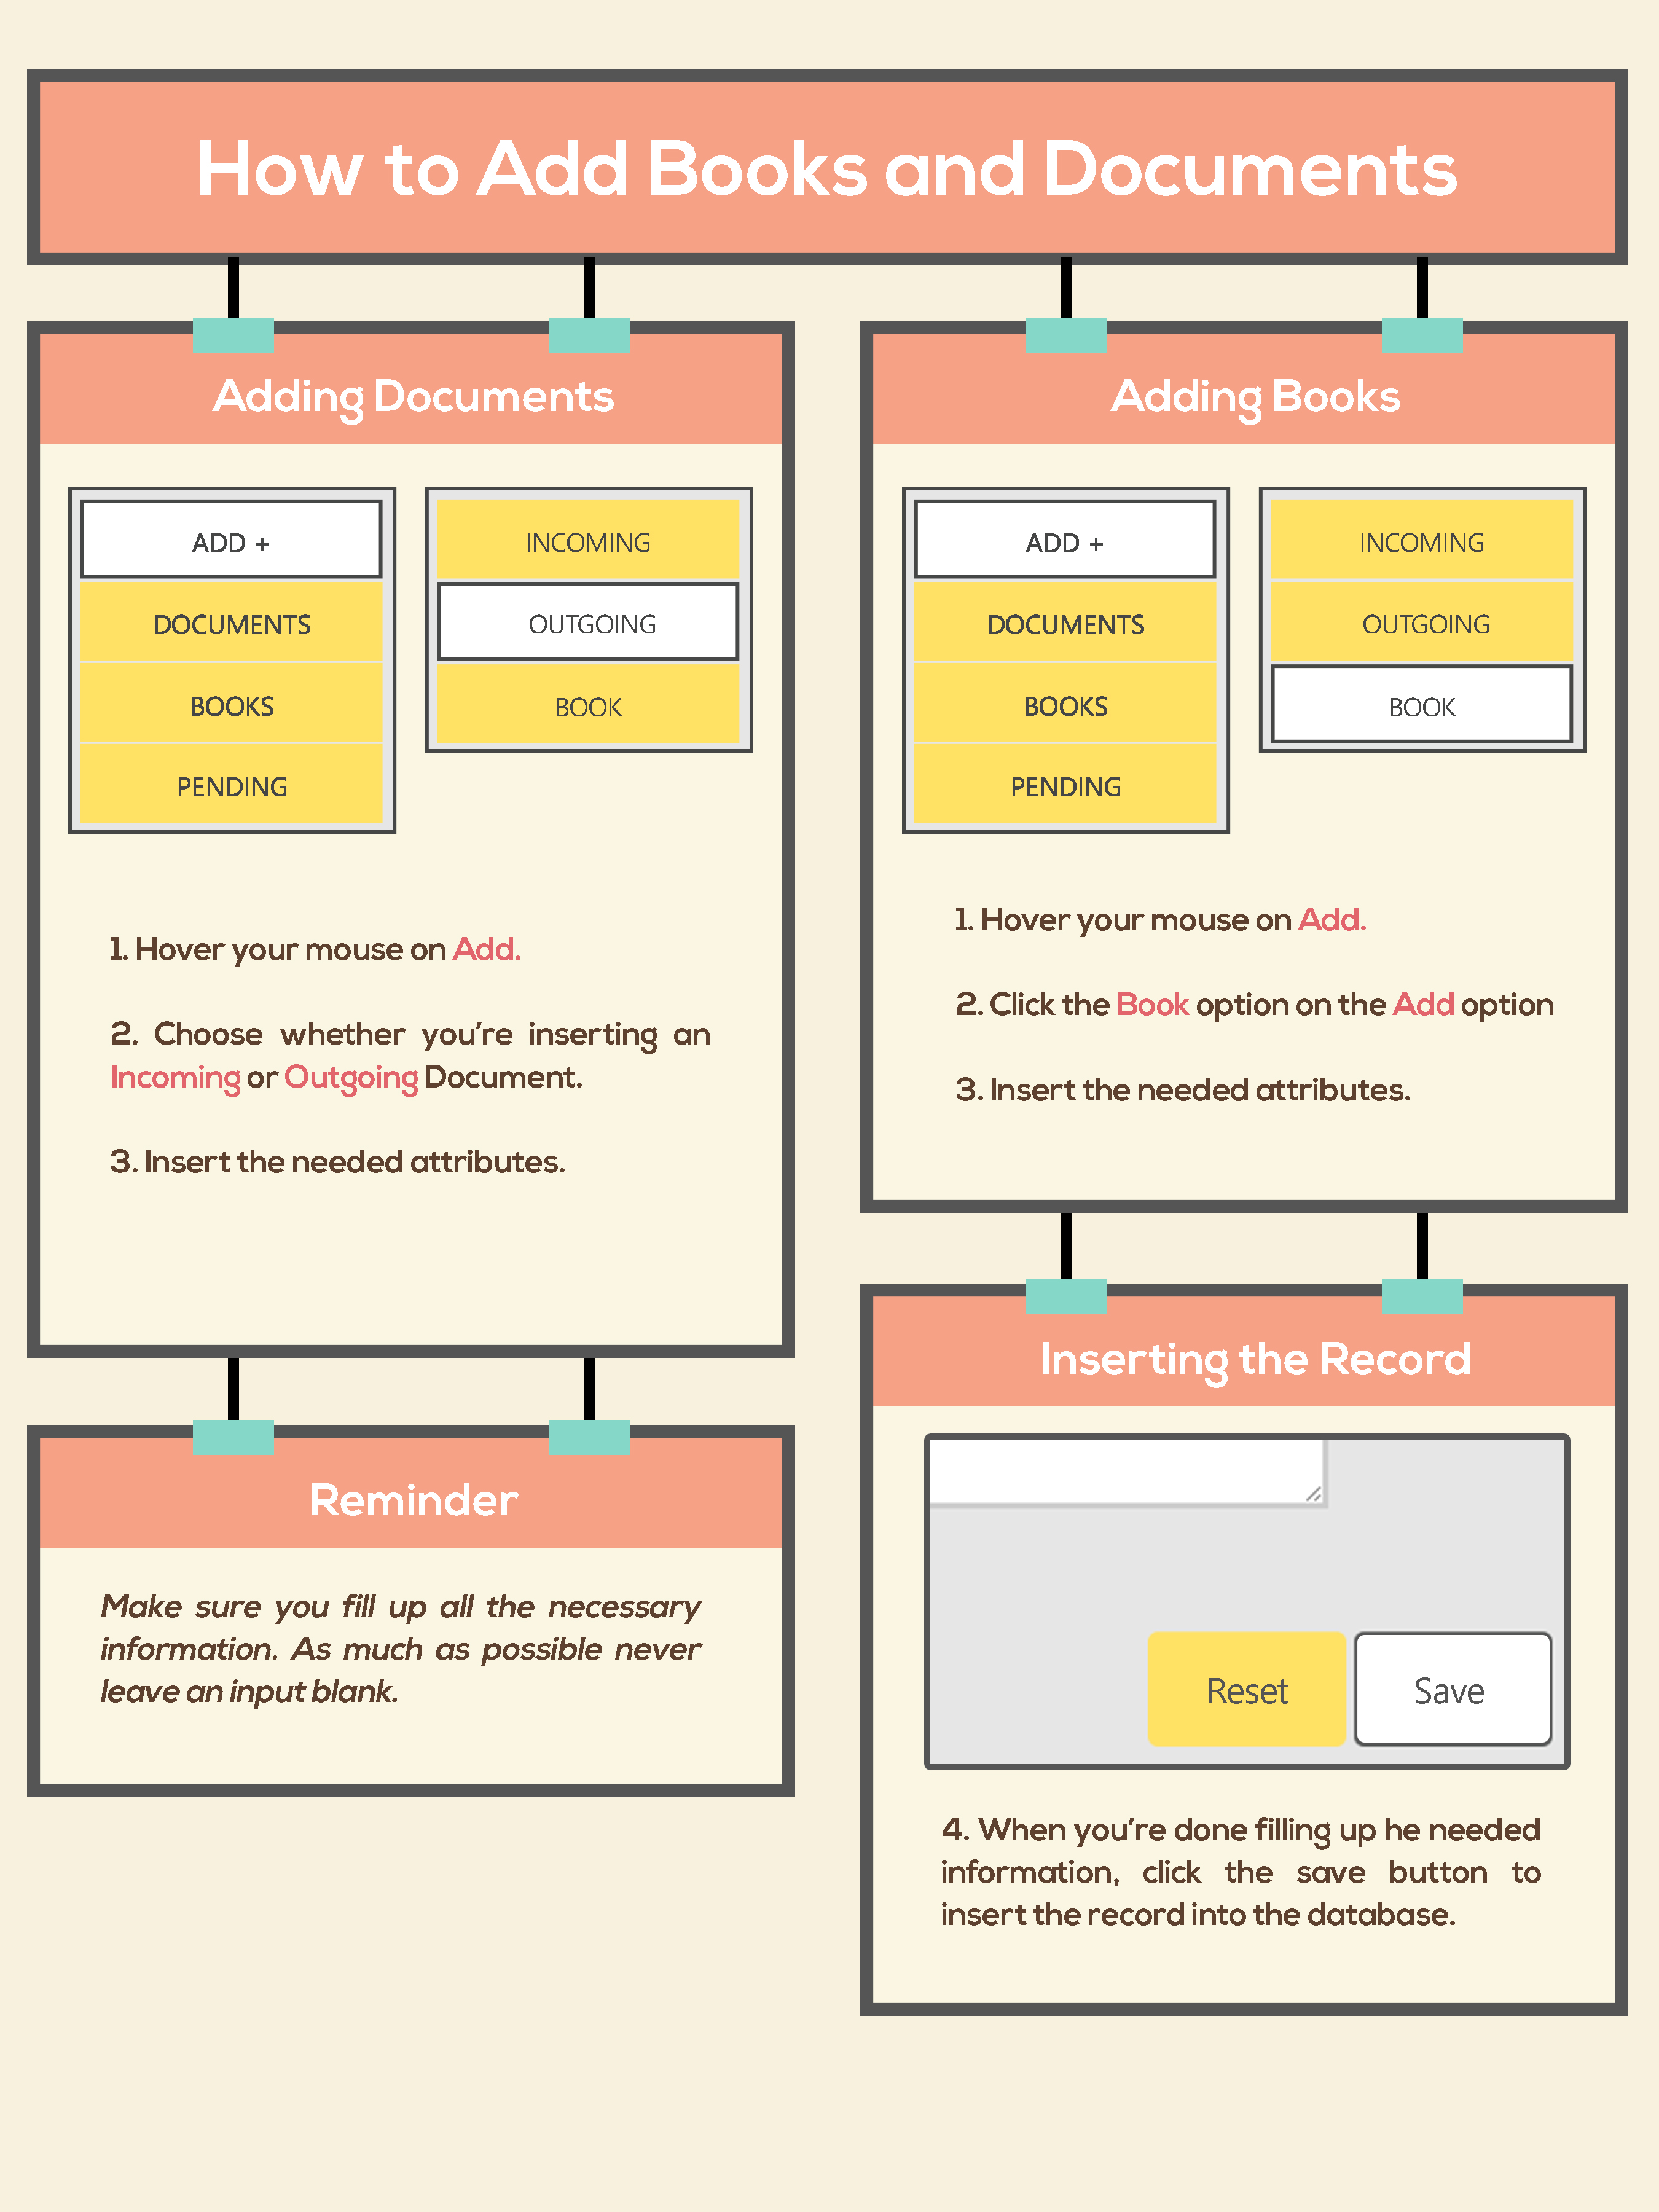 How to Add Books and Documents
Adding Documents
ADD +
DOCUMENTS
BOOKS
PENDING
INCOMING
OUTGOING
BOOK
1. Hover your mouse on Add.
2. Choose whether you're inserting an
Incoming or Outgoing Document.
3. Insert the needed attributes.
Reminder
Make sure you fill up all the necessary
information. As much as possible never
leave an input blank.
Adding Books
ADD +
DOCUMENTS
BOOKS
PENDING
INCOMING
OUTGOING
BOOK
1. Hover your mouse on Add.
2. Click the Book option on the Add option
3. Insert the needed attributes.
Inserting the Record
Reset
Save
4. When you're done filling up he needed
information, click the save button to
insert the record into the database.